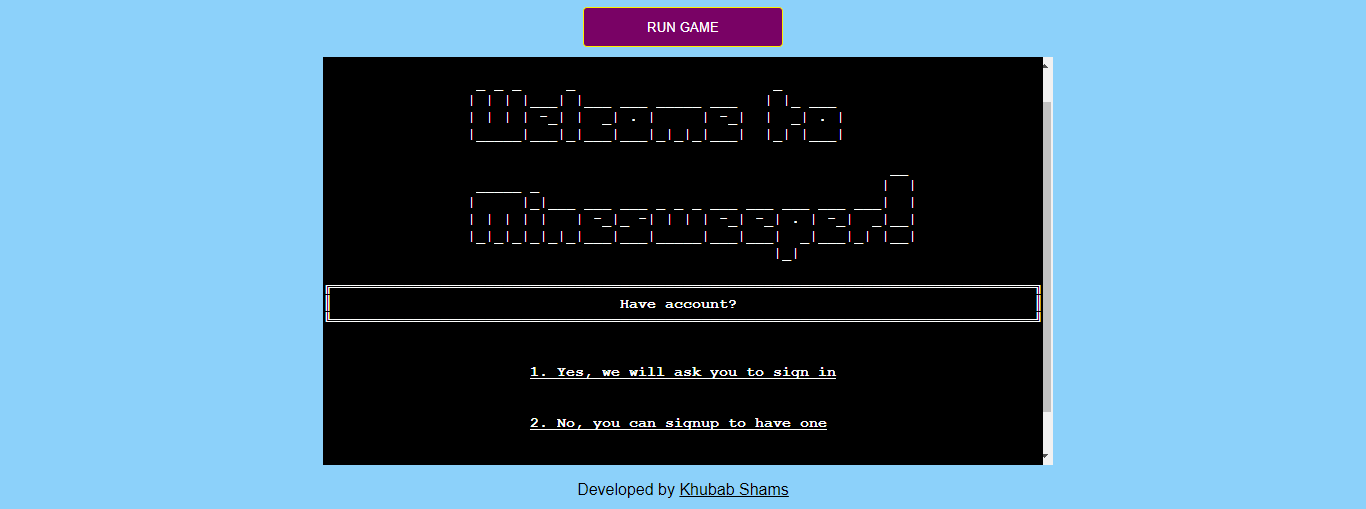 RUN GAME
Welcome to
Minesweeper!
Have account?
1. Yes, we will ask you to sign in
2. No, you can signup to have one
Developed by Khubab Shams